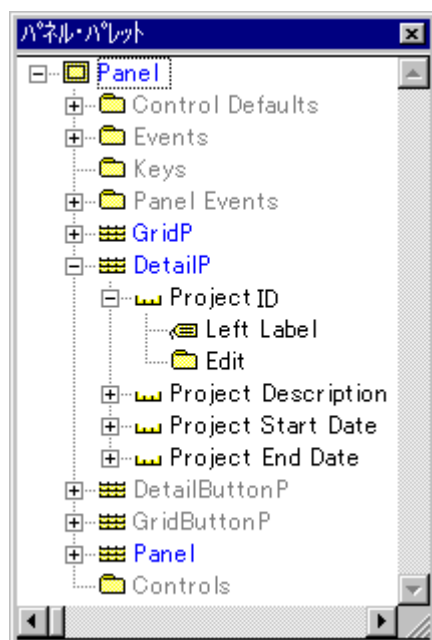 パネル・パレット
Panel
Control Defaults
Events
Keys
Panel Events
GridP
DetailP
Project ID
Left Label
Edit
Project Description
Project Start Date
Project End Date
DetailButtonP
GridButtonP
Panel
Controls